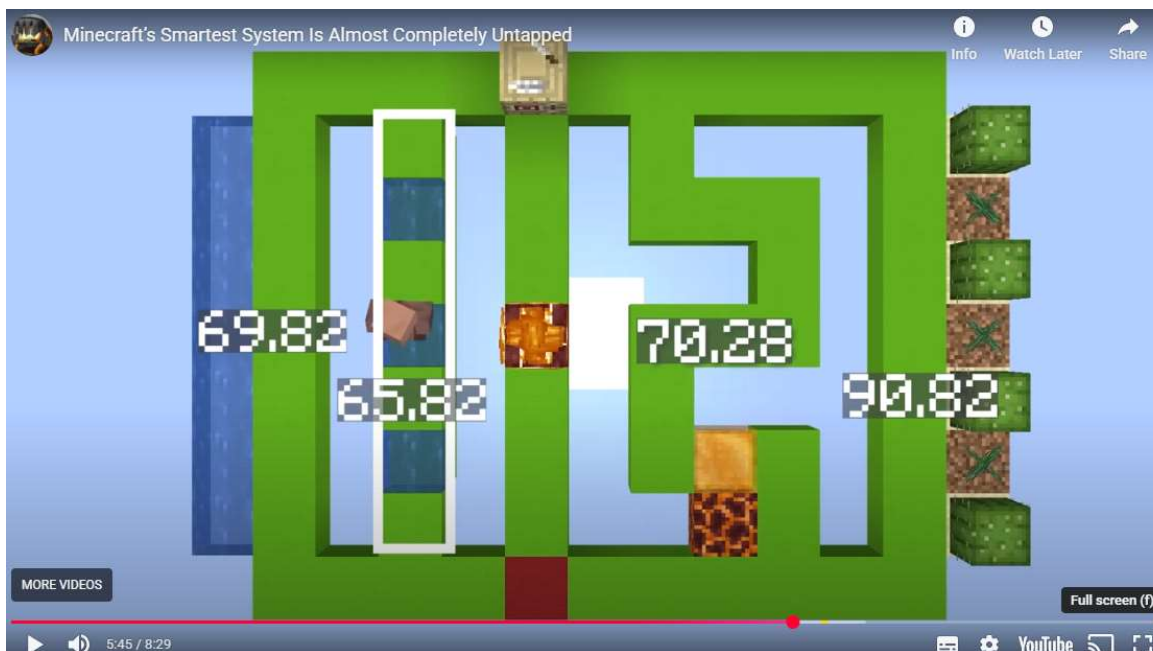 Minecraft's Smartest System Is Almost Completely Untapped
Info
Watch Later
Share
69.82
70.28
65.82
90.82
MORE VIDEOS
Full screen (f)
5:45 / 8:29
YouTube